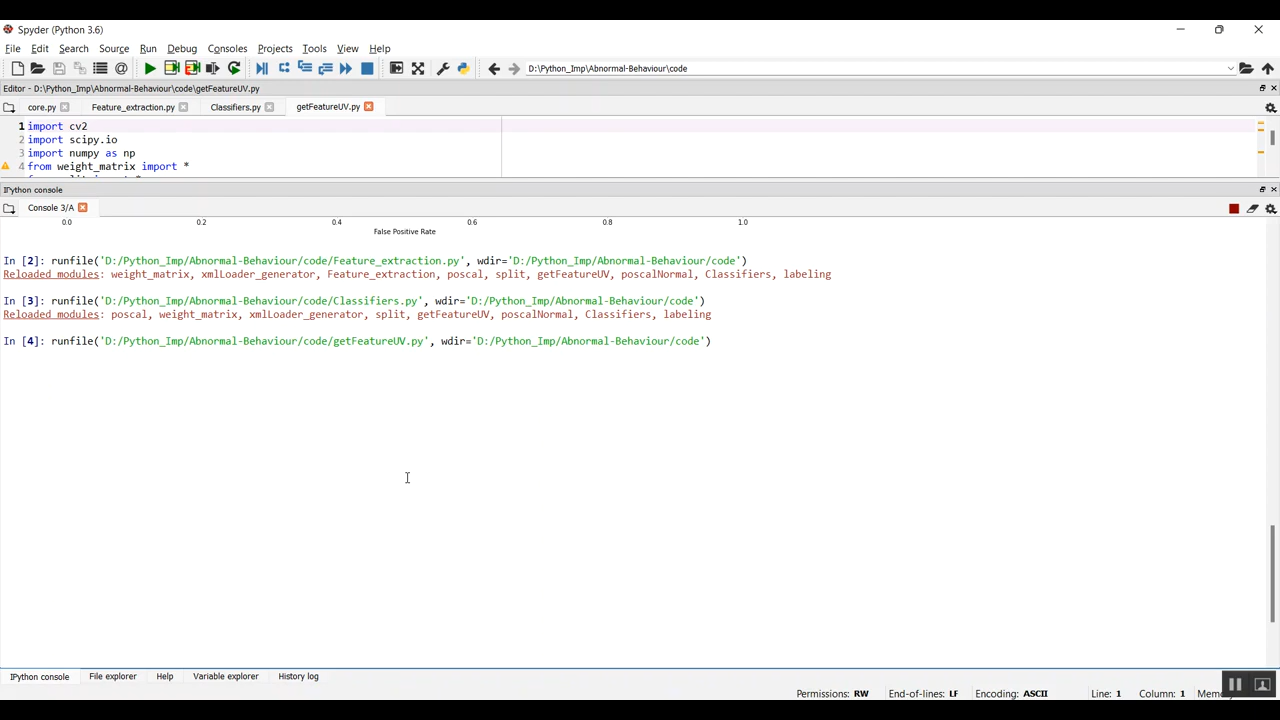 Spyder (Python 3.6)
File Edit Search Source Run Debug Consoles Projects Tools View Help
D:\Python_Imp\Abnormal-Behaviour\code
Editor - D:\Python_Imp\Abnormal-Behaviour\code\getFeatureUV.py
core.py Feature_extraction.py Classifiers.py getFeatureUV.py
1 import cv2
2 import scipy.io
3 import numpy as np
4 from weight_matrix import *
IPython console
Console 3/A
0.0 0.2 0.4 0.6 0.8 1.0
False Positive Rate
In [2]: runfile('D:/Python_Imp/Abnormal-Behaviour/code/Feature_extraction.py', wdir='D:/Python_Imp/Abnormal-Behaviour/code')
Reloaded modules: weight_matrix, xmlLoader_generator, Feature_extraction, poscal, split, getFeatureUV, poscalNormal, Classifiers, labeling
In [3]: runfile('D:/Python_Imp/Abnormal-Behaviour/code/Classifiers.py', wdir='D:/Python_Imp/Abnormal-Behaviour/code')
Reloaded modules: poscal, weight_matrix, xmlLoader_generator, split, getFeatureUV, poscalNormal, Classifiers, labeling
In [4]: runfile('D:/Python_Imp/Abnormal-Behaviour/code/getFeatureUV.py', wdir='D:/Python_Imp/Abnormal-Behaviour/code')
IPython console File explorer Help Variable explorer History log
Permissions: RW End-of-lines: LF Encoding: ASCII Line: 1 Column: 1